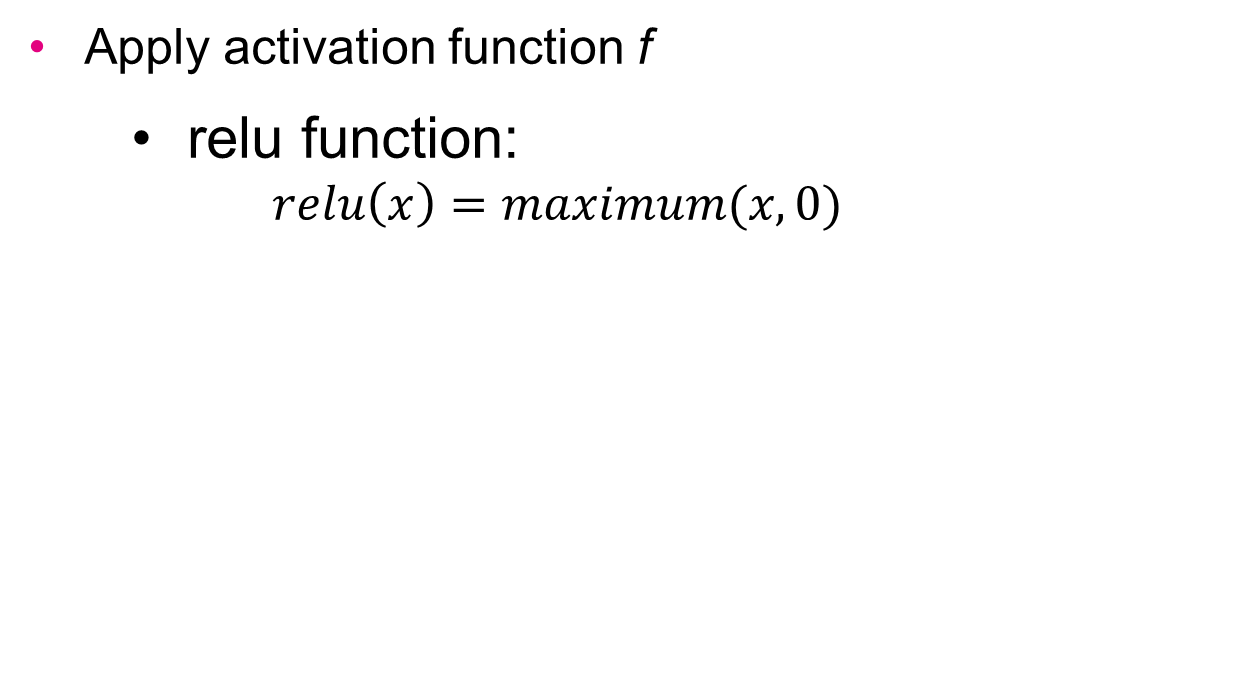 • Apply activation function f
• relu function:
relu(x) = maximum(x, 0)